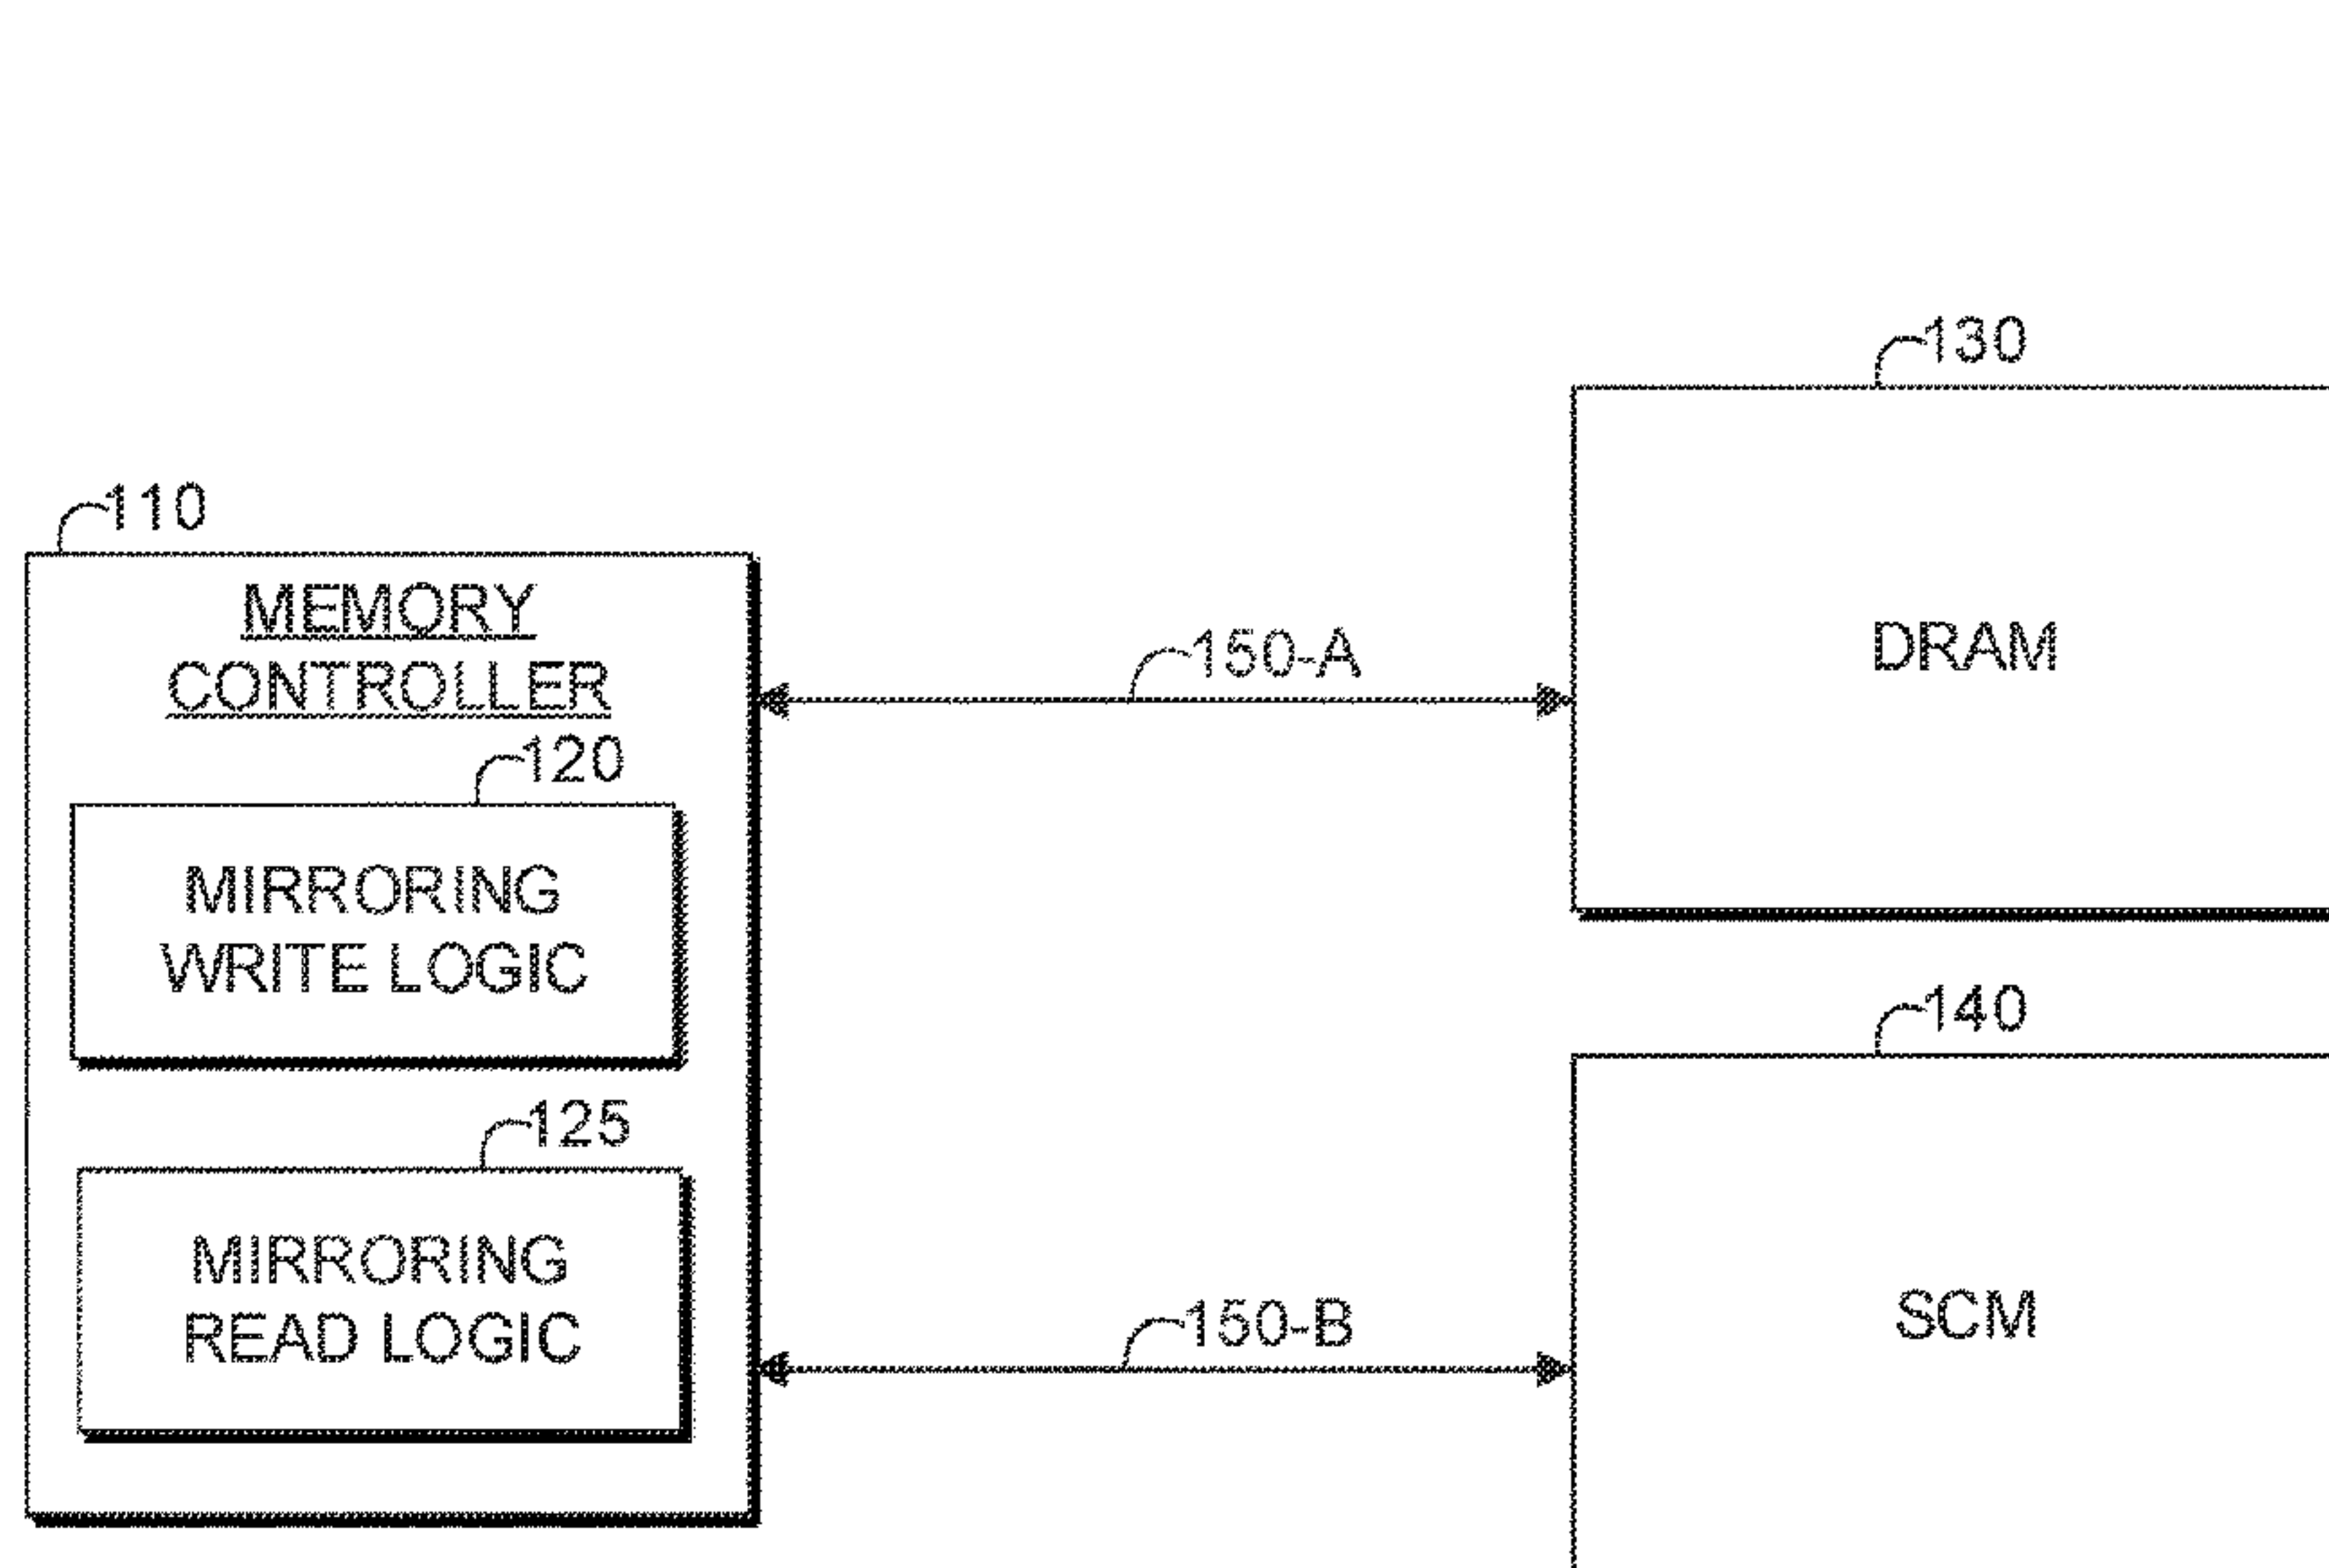 130
110
MEMORY
CONTROLLER
150-A
DRAM
120
MIRRORING
WRITE LOGIC
140
125
MIRRORING
READ LOGIC
150-B
SCM